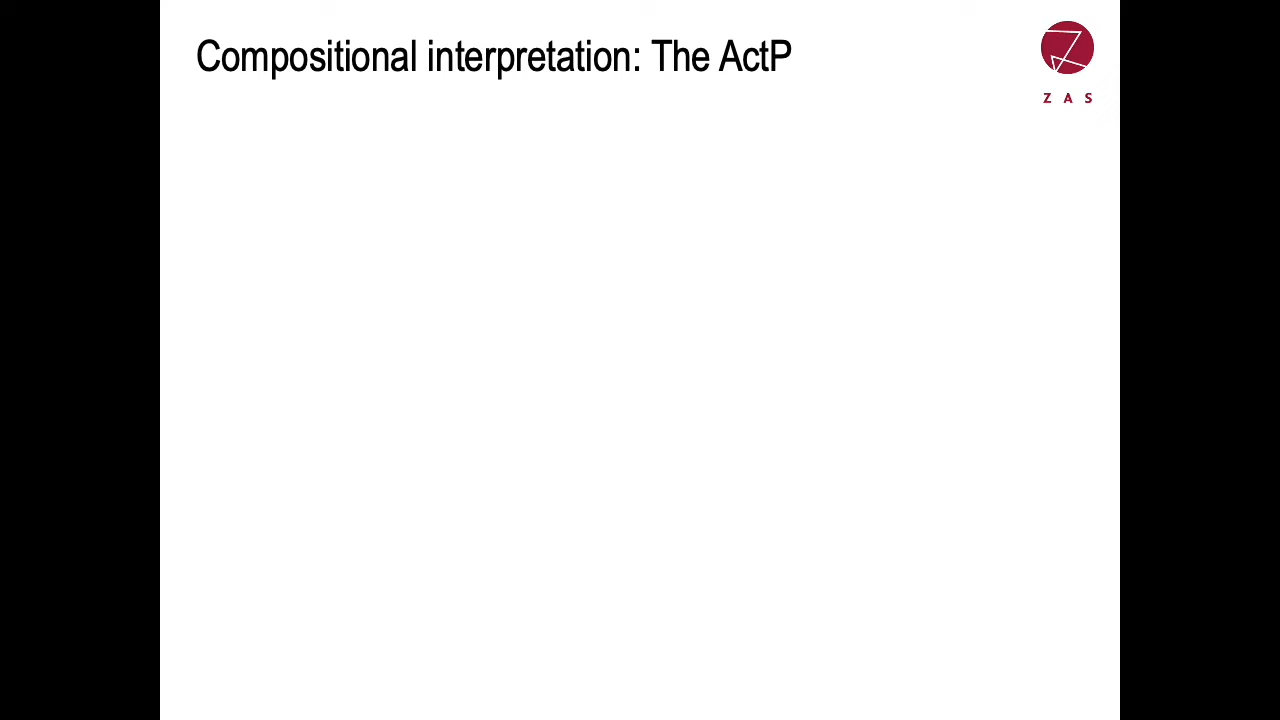 Compositional interpretation: The ActP
Z A S